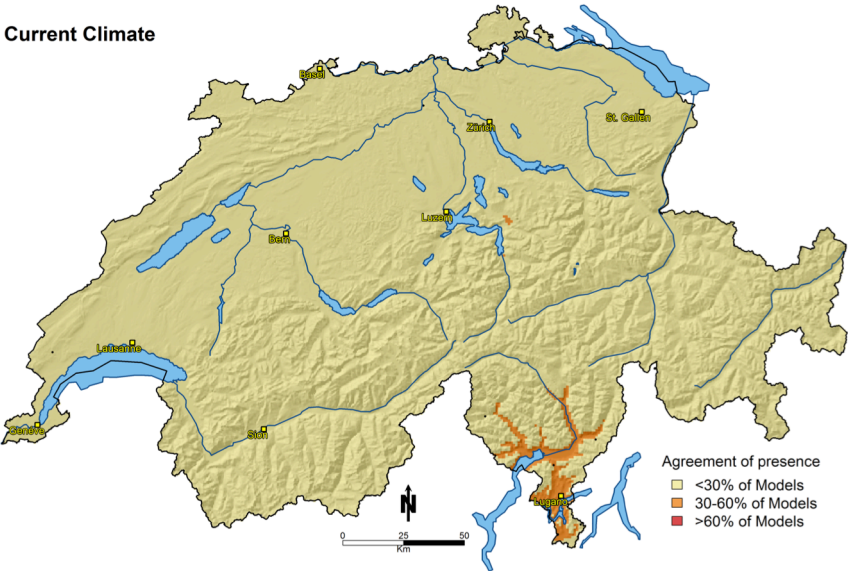 Current Climate
Basel
Zürich
St. Gallen
Luzern
Bern
Lausanne
Genève
Sion
Lugano
N
0 25 50
Km
Agreement of presence
<30% of Models
30-60% of Models
>60% of Models